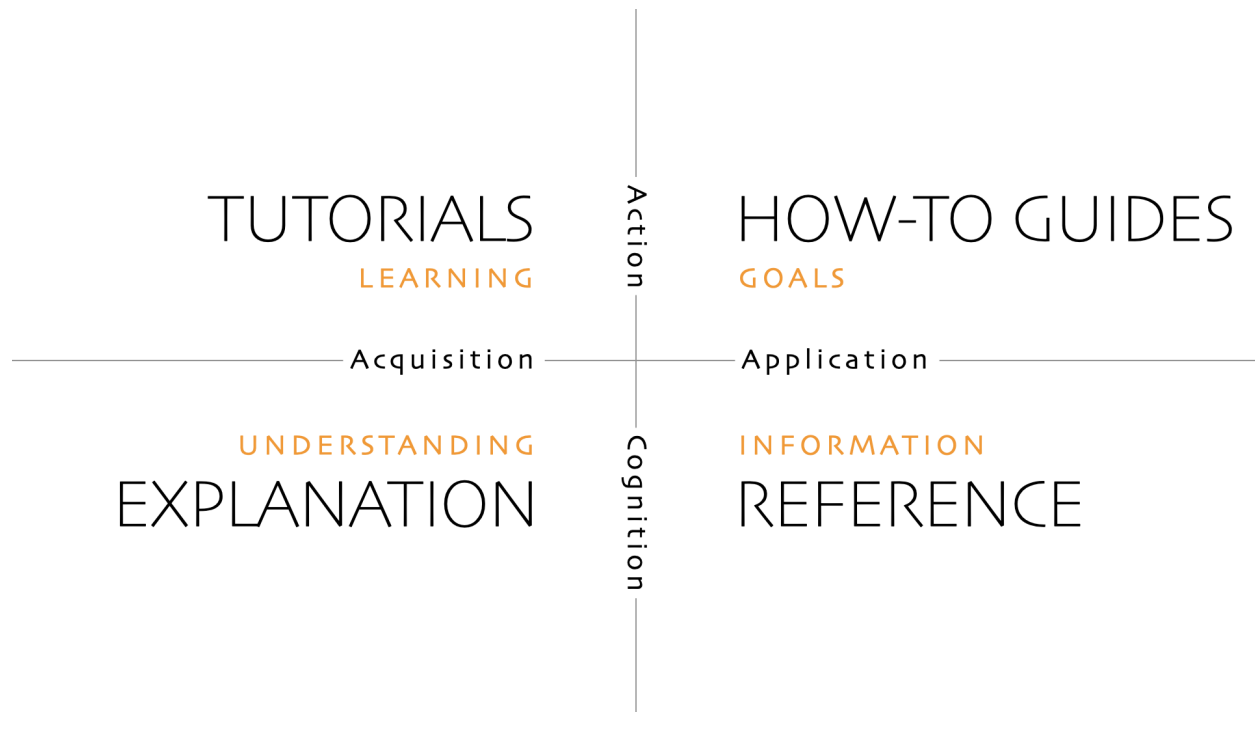 Action
TUTORIALS
LEARNING
HOW-TO GUIDES
GOALS
Acquisition
Application
Cognition
UNDERSTANDING
EXPLANATION
INFORMATION
REFERENCE